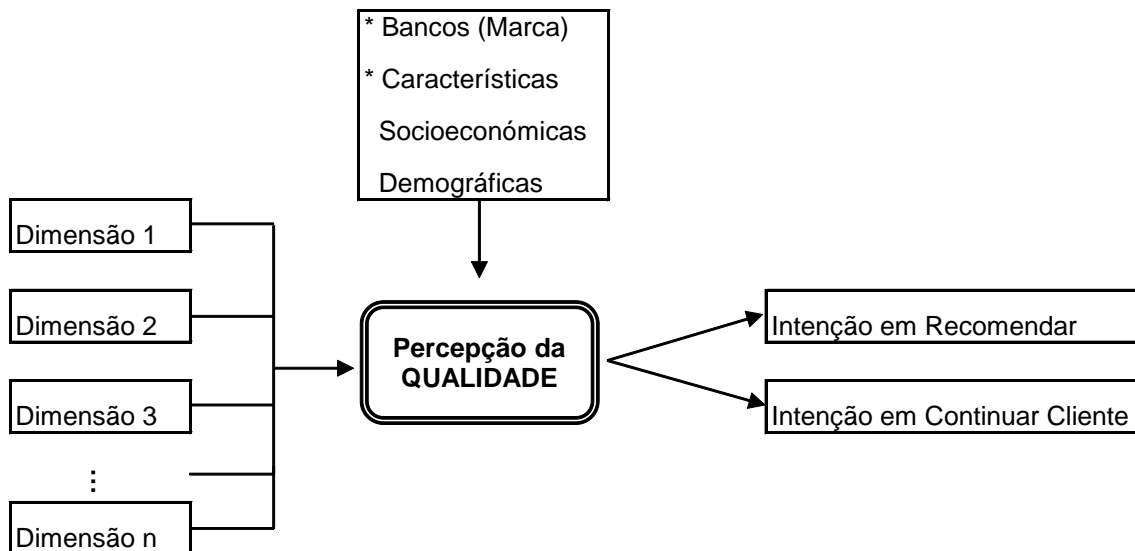 * Bancos (Marca)
* Características
Socioeconómicas
Demográficas
Dimensão 1
Dimensão 2
Dimensão 3
...
Dimensão n
Percepção da
QUALIDADE
Intenção em Recomendar
Intenção em Continuar Cliente